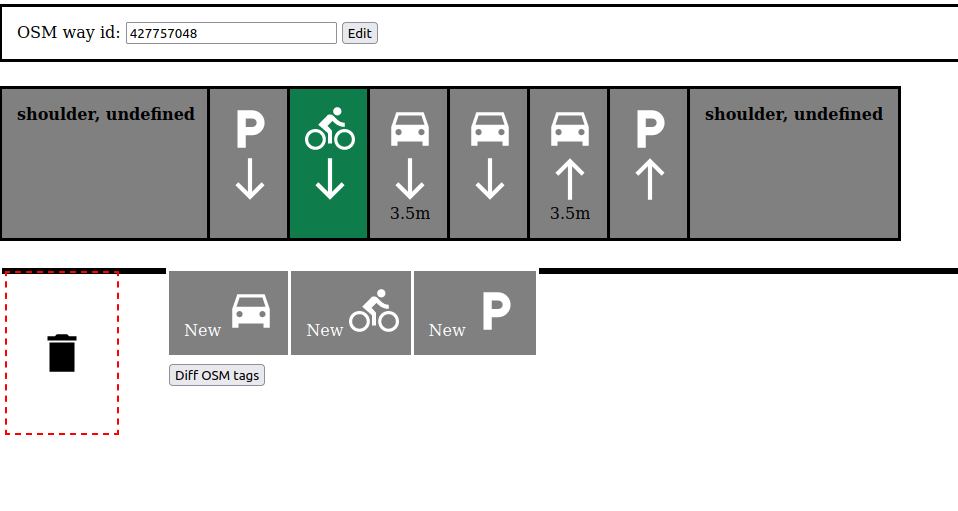 OSM way id: 427757048 Edit
shoulder, undefined P shoulder, undefined P
3.5m 3.5m
New New New P
Diff OSM tags